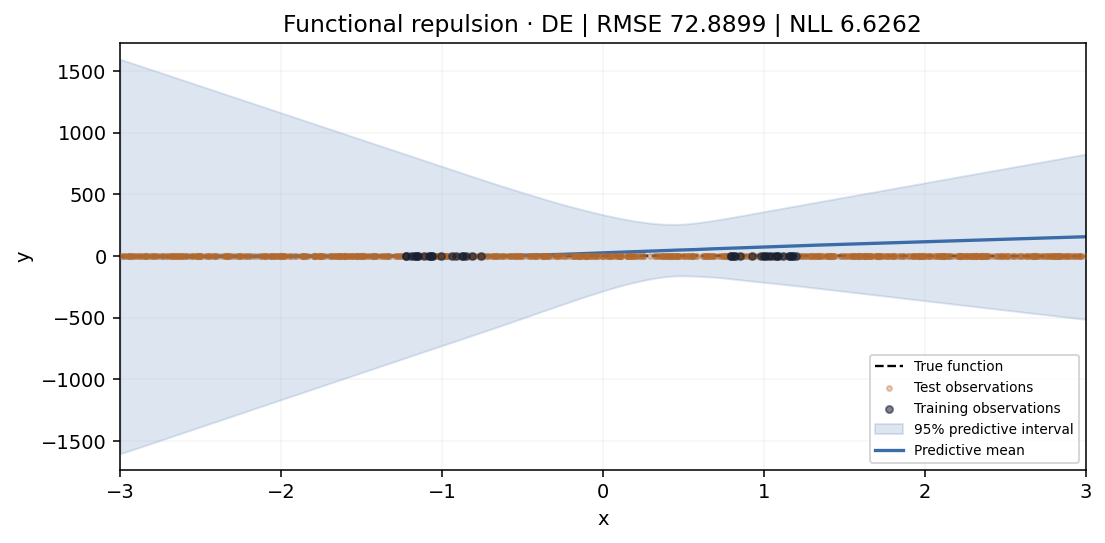 Functional repulsion · DE | RMSE 72.8899 | NLL 6.6262
1500
1000
500
0
−500
−1000
−1500
y
−3
−2
−1
0
1
2
3
x
True function
Test observations
Training observations
95% predictive interval
Predictive mean